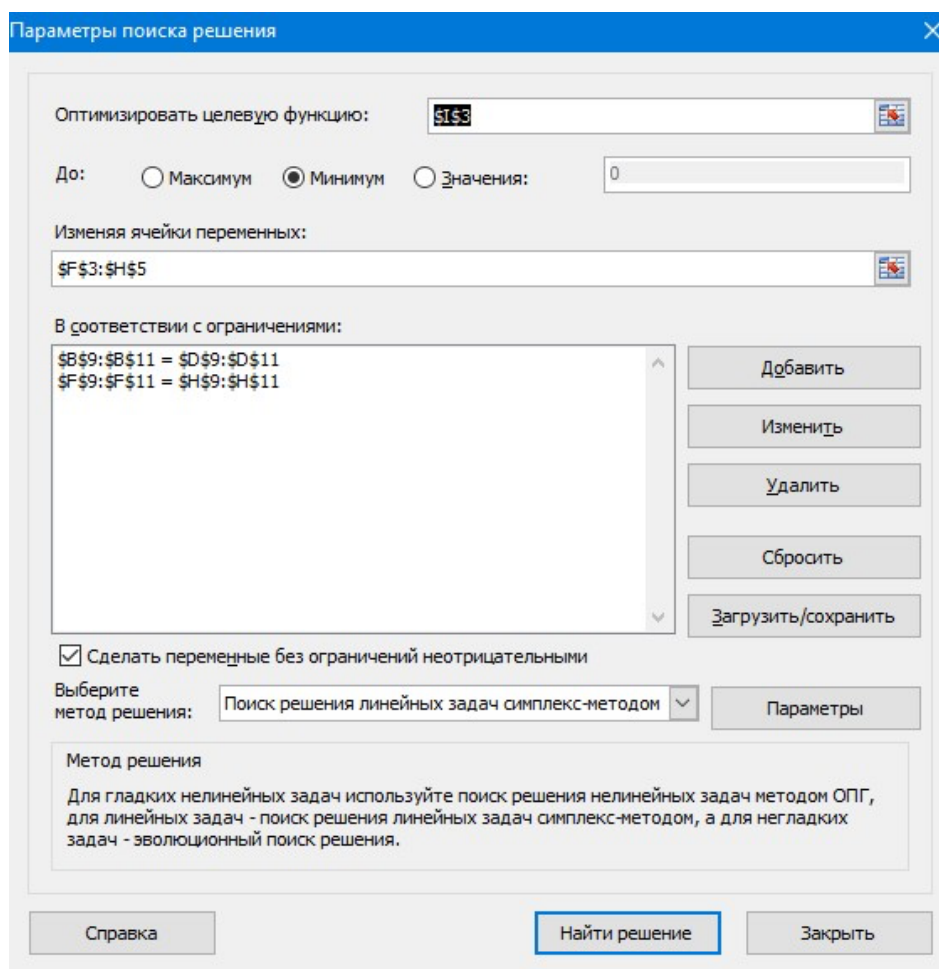 Параметры поиска решения
Оптимизировать целевую функцию:
$I$3
До:
Максимум
Минимум
Значения:
0
Изменяя ячейки переменных:
$F$3:$H$5
В соответствии с ограничениями:
$B$9:$B$11 = $D$9:$D$11
$F$9:$F$11 = $H$9:$H$11
Добавить
Изменить
Удалить
Сбросить
Загрузить/сохранить
Сделать переменные без ограничений неотрицательными
Выберите
метод решения:
Поиск решения линейных задач симплекс-методом
Параметры
Метод решения
Для гладких нелинейных задач используйте поиск решения нелинейных задач методом ОПГ,
для линейных задач - поиск решения линейных задач симплекс-методом, а для негладких
задач - эволюционный поиск решения.
Справка
Найти решение
Закрыть